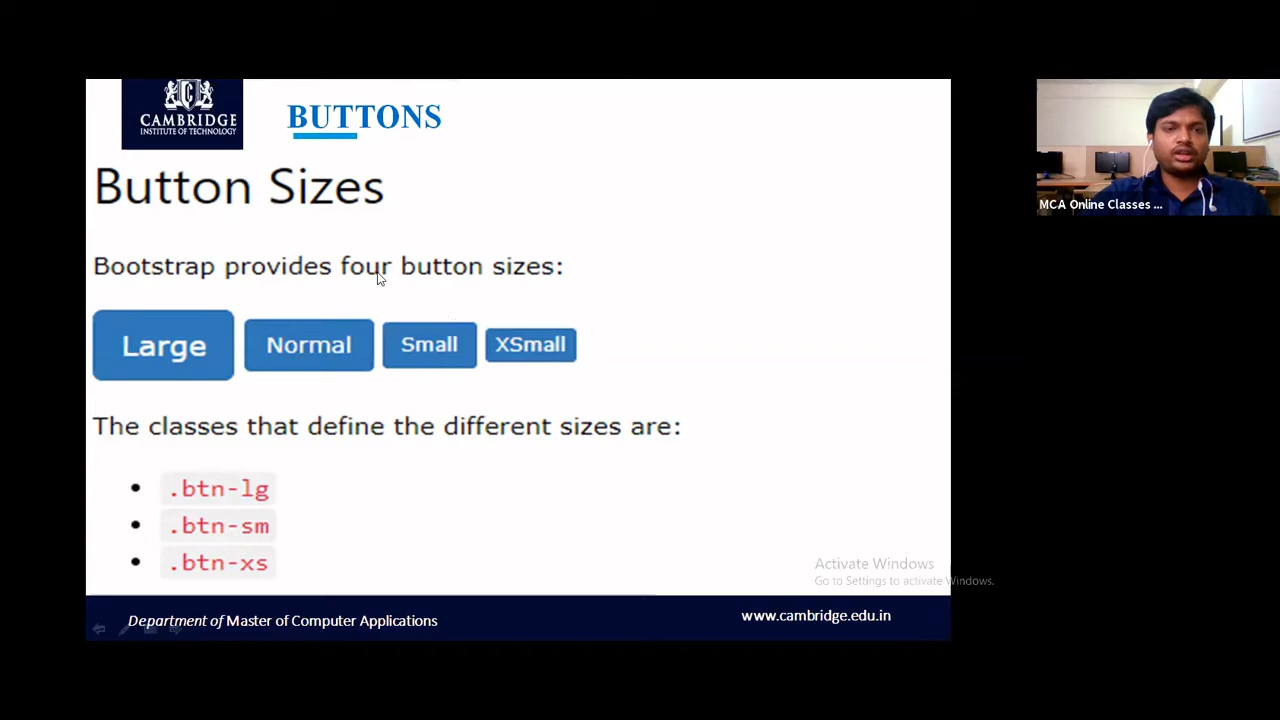 CAMBRIDGE
INSTITUTE OF TECHNOLOGY
BUTTONS
Button Sizes
Bootstrap provides four button sizes:
Large
Normal
Small
XSmall
The classes that define the different sizes are:
• .btn-lg
• .btn-sm
• .btn-xs
Activate Windows
Go to Settings to activate Windows.
Department of Master of Computer Applications
www.cambridge.edu.in
MCA Online Classes ...